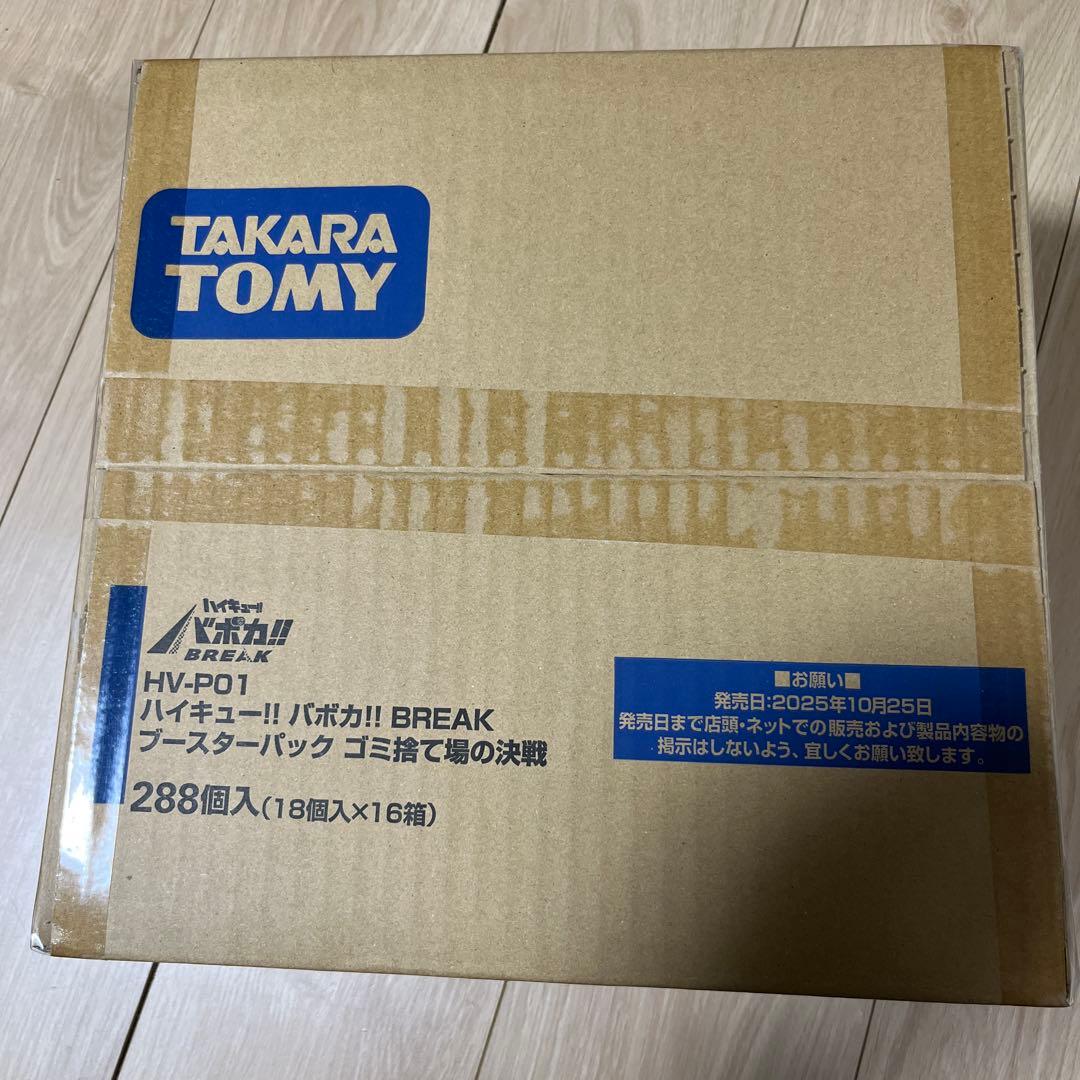 TAKARA
TOMY
ハイキュー!!
バボカ!!
BREAK
HV-P01
ハイキュー!! バボカ!! BREAK
ブースターパック ゴミ捨て場の決戦
288個入(18個入×16箱)
■お願い■
発売日:2025年10月25日
発売日まで店頭・ネットでの販売および製品内容物の
掲示はしないよう、宜しくお願い致します。